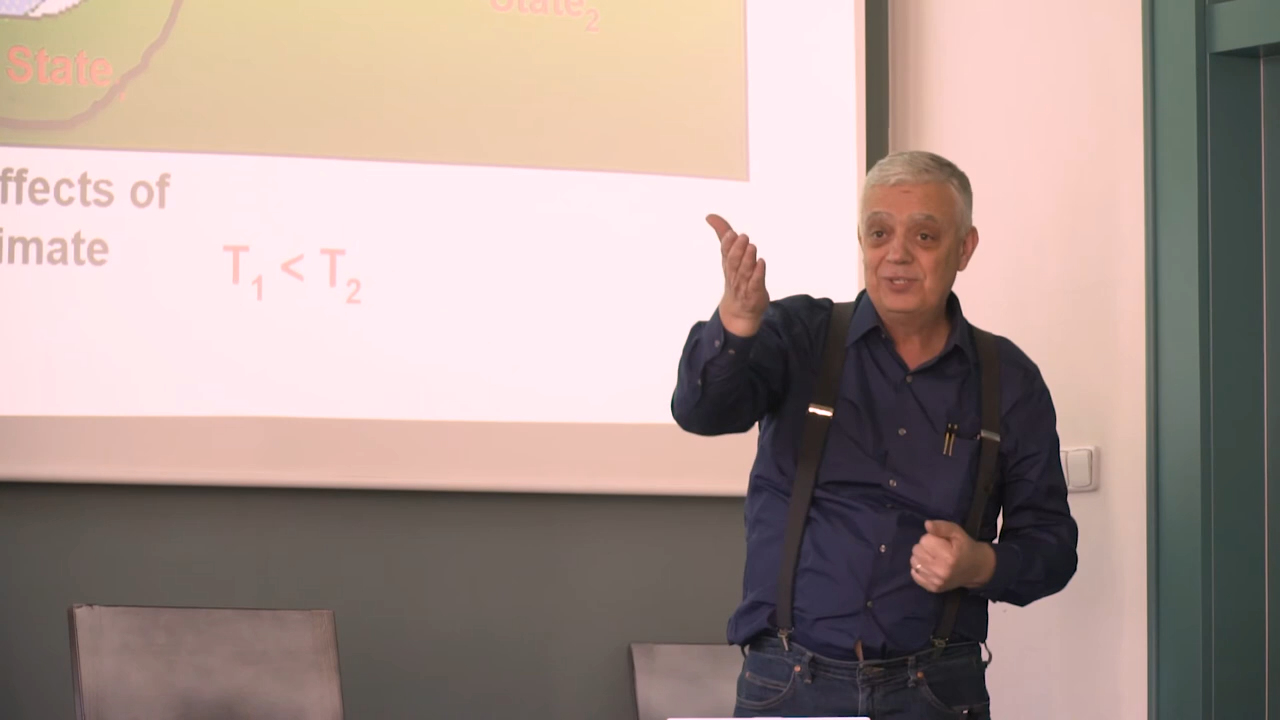 State₂
State
ffects of
imate
T₁ < T₂